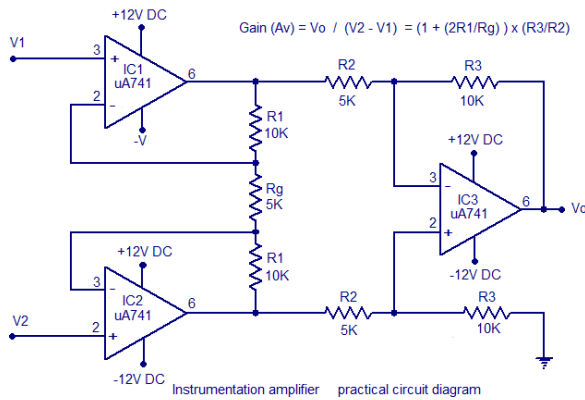 +12V DC
Gain (Av) = Vo / (V2 - V1) = (1 + (2R1/Rg) ) x (R3/R2)
V1
3
+
IC1
uA741
6
2
-
-V
R1
10K
R2
5K
R3
10K
Rg
5K
+12V DC
3
-
IC3
uA741
6
Vo
2
+
-12V DC
+12V DC
R1
10K
3
-
IC2
uA741
6
V2
2
+
-12V DC
R2
5K
R3
10K
Instrumentation amplifier practical circuit diagram